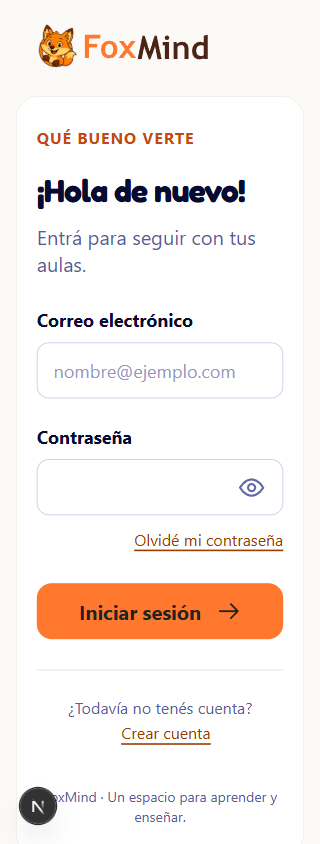 FoxMind
QUÉ BUENO VERTE
¡Hola de nuevo!
Entrá para seguir con tus
aulas.
Correo electrónico
nombre@ejemplo.com
Contraseña
Olvidé mi contraseña
Iniciar sesión
¿Todavía no tenés cuenta?
Crear cuenta
N
oxMind · Un espacio para aprender y
enseñar.